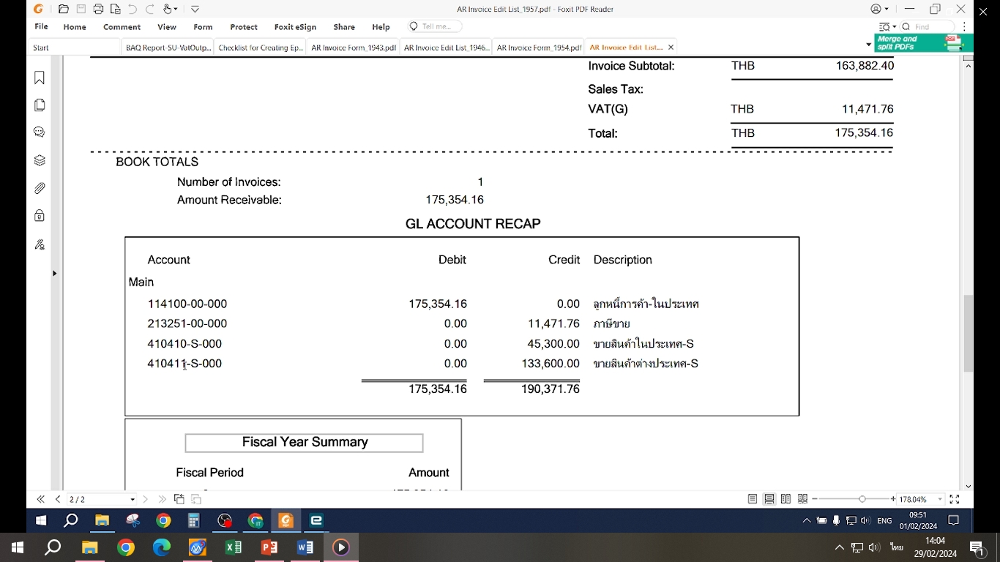 AR Invoice Edit List_1957.pdf - Foxit PDF Reader
File Home Comment View Form Protect Foxit eSign Share Help Tell me... Find
Merge and split PDFs
Start BAQ Report-SU-VatOutp... Checklist for Creating Ep... AR Invoice Form_1943.pdf AR Invoice Edit List_1946... AR Invoice Form_1954.pdf AR Invoice Edit List...
Invoice Subtotal: THB 163,882.40
Sales Tax:
VAT(G) THB 11,471.76
Total: THB 175,354.16
BOOK TOTALS
Number of Invoices: 1
Amount Receivable: 175,354.16
GL ACCOUNT RECAP
Account Debit Credit Description
Main
114100-00-000 175,354.16 0.00 ลูกหนี้การค้า-ในประเทศ
213251-00-000 0.00 11,471.76 ภาษีขาย
410410-S-000 0.00 45,300.00 ขายสินค้าในประเทศ-S
410411-S-000 0.00 133,600.00 ขายสินค้าต่างประเทศ-S
175,354.16 190,371.76
Fiscal Year Summary
Fiscal Period Amount
2 / 2 178.04%
ENG 09:51
01/02/2024
ไทย 14:04
29/02/2024